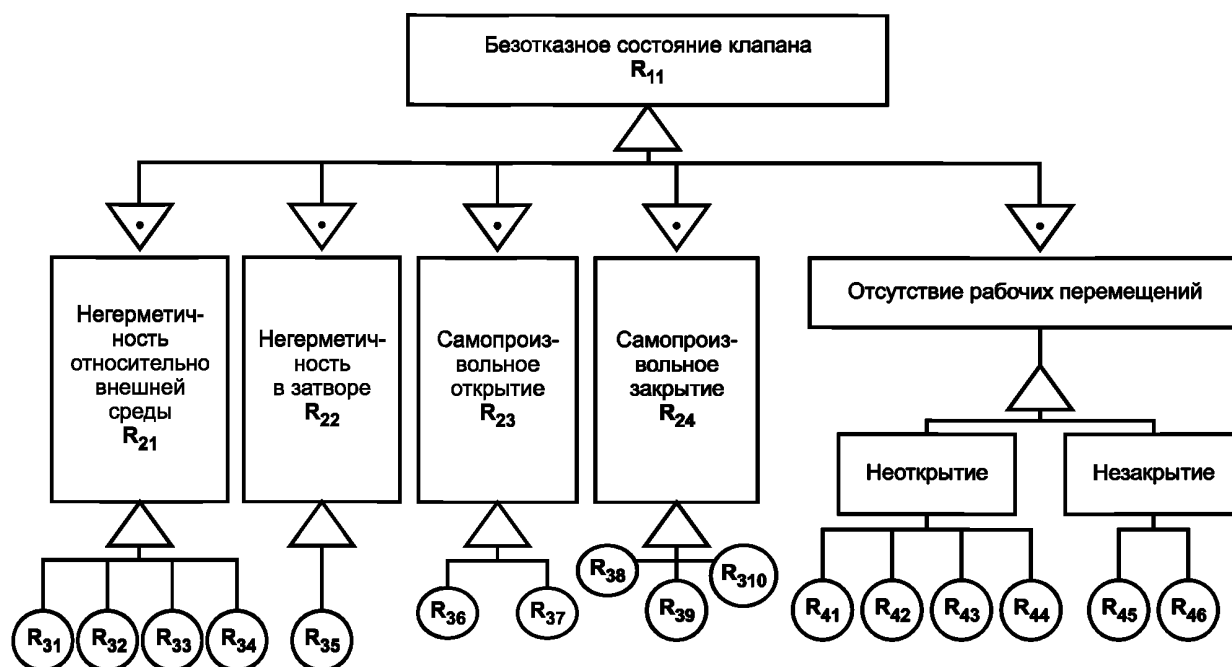 Безотказное состояние клапана
R11
Негерметич-
ность
относительно
внешней
среды
R21
Негерметич-
ность
в затворе
R22
Самопроиз-
вольное
открытие
R23
Самопроиз-
вольное
закрытие
R24
Отсутствие рабочих перемещений
Неоткрытие
Незакрытие
R31
R32
R33
R34
R35
R36
R37
R38
R39
R310
R41
R42
R43
R44
R45
R46